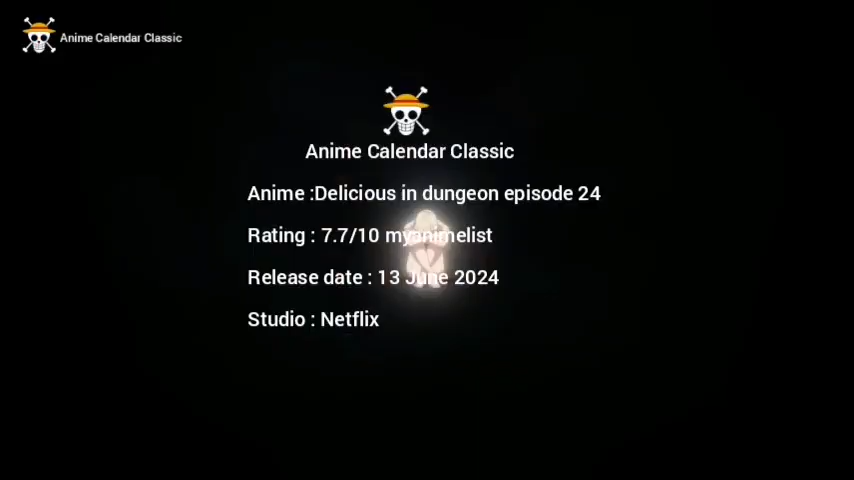 Anime Calendar Classic
Anime Calendar Classic
Anime :Delicious in dungeon episode 24
Rating : 7.7/10 myanimelist
Release date : 13 June 2024
Studio : Netflix